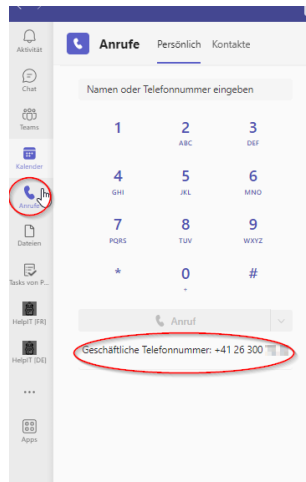 Aktivität
Chat
Teams
Kalender
Anrufe
Dateien
Tasks von P...
HelpIT [FR]
HelpIT [DE]
...
Apps
Anrufe Persönlich Kontakte
Namen oder Telefonnummer eingeben
1 2 3
ABC DEF
4 5 6
GHI JKL MNO
7 8 9
PQRS TUV WXYZ
* 0 #
+
Anruf
Geschäftliche Telefonnummer: +41 26 300